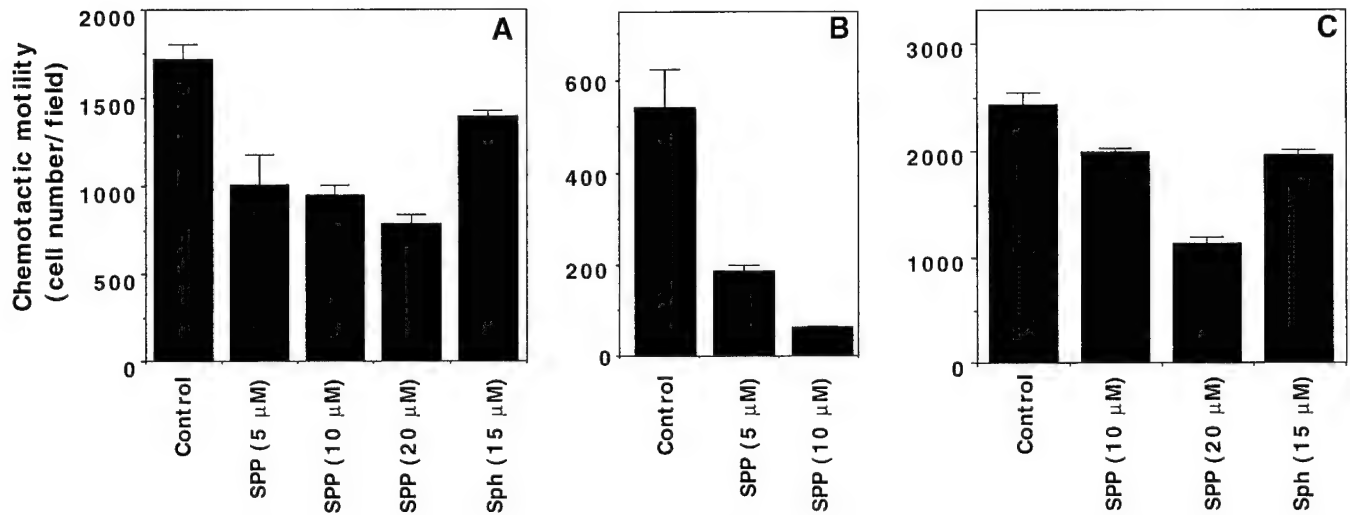 Chemotactic motility
(cell number/field)
A
2000
1500
1000
500
0
Control
SPP (5 μM)
SPP (10 μM)
SPP (20 μM)
Sph (15 μM)
B
600
400
200
0
Control
SPP (5 μM)
SPP (10 μM)
C
3000
2000
1000
0
Control
SPP (10 μM)
SPP (20 μM)
Sph (15 μM)